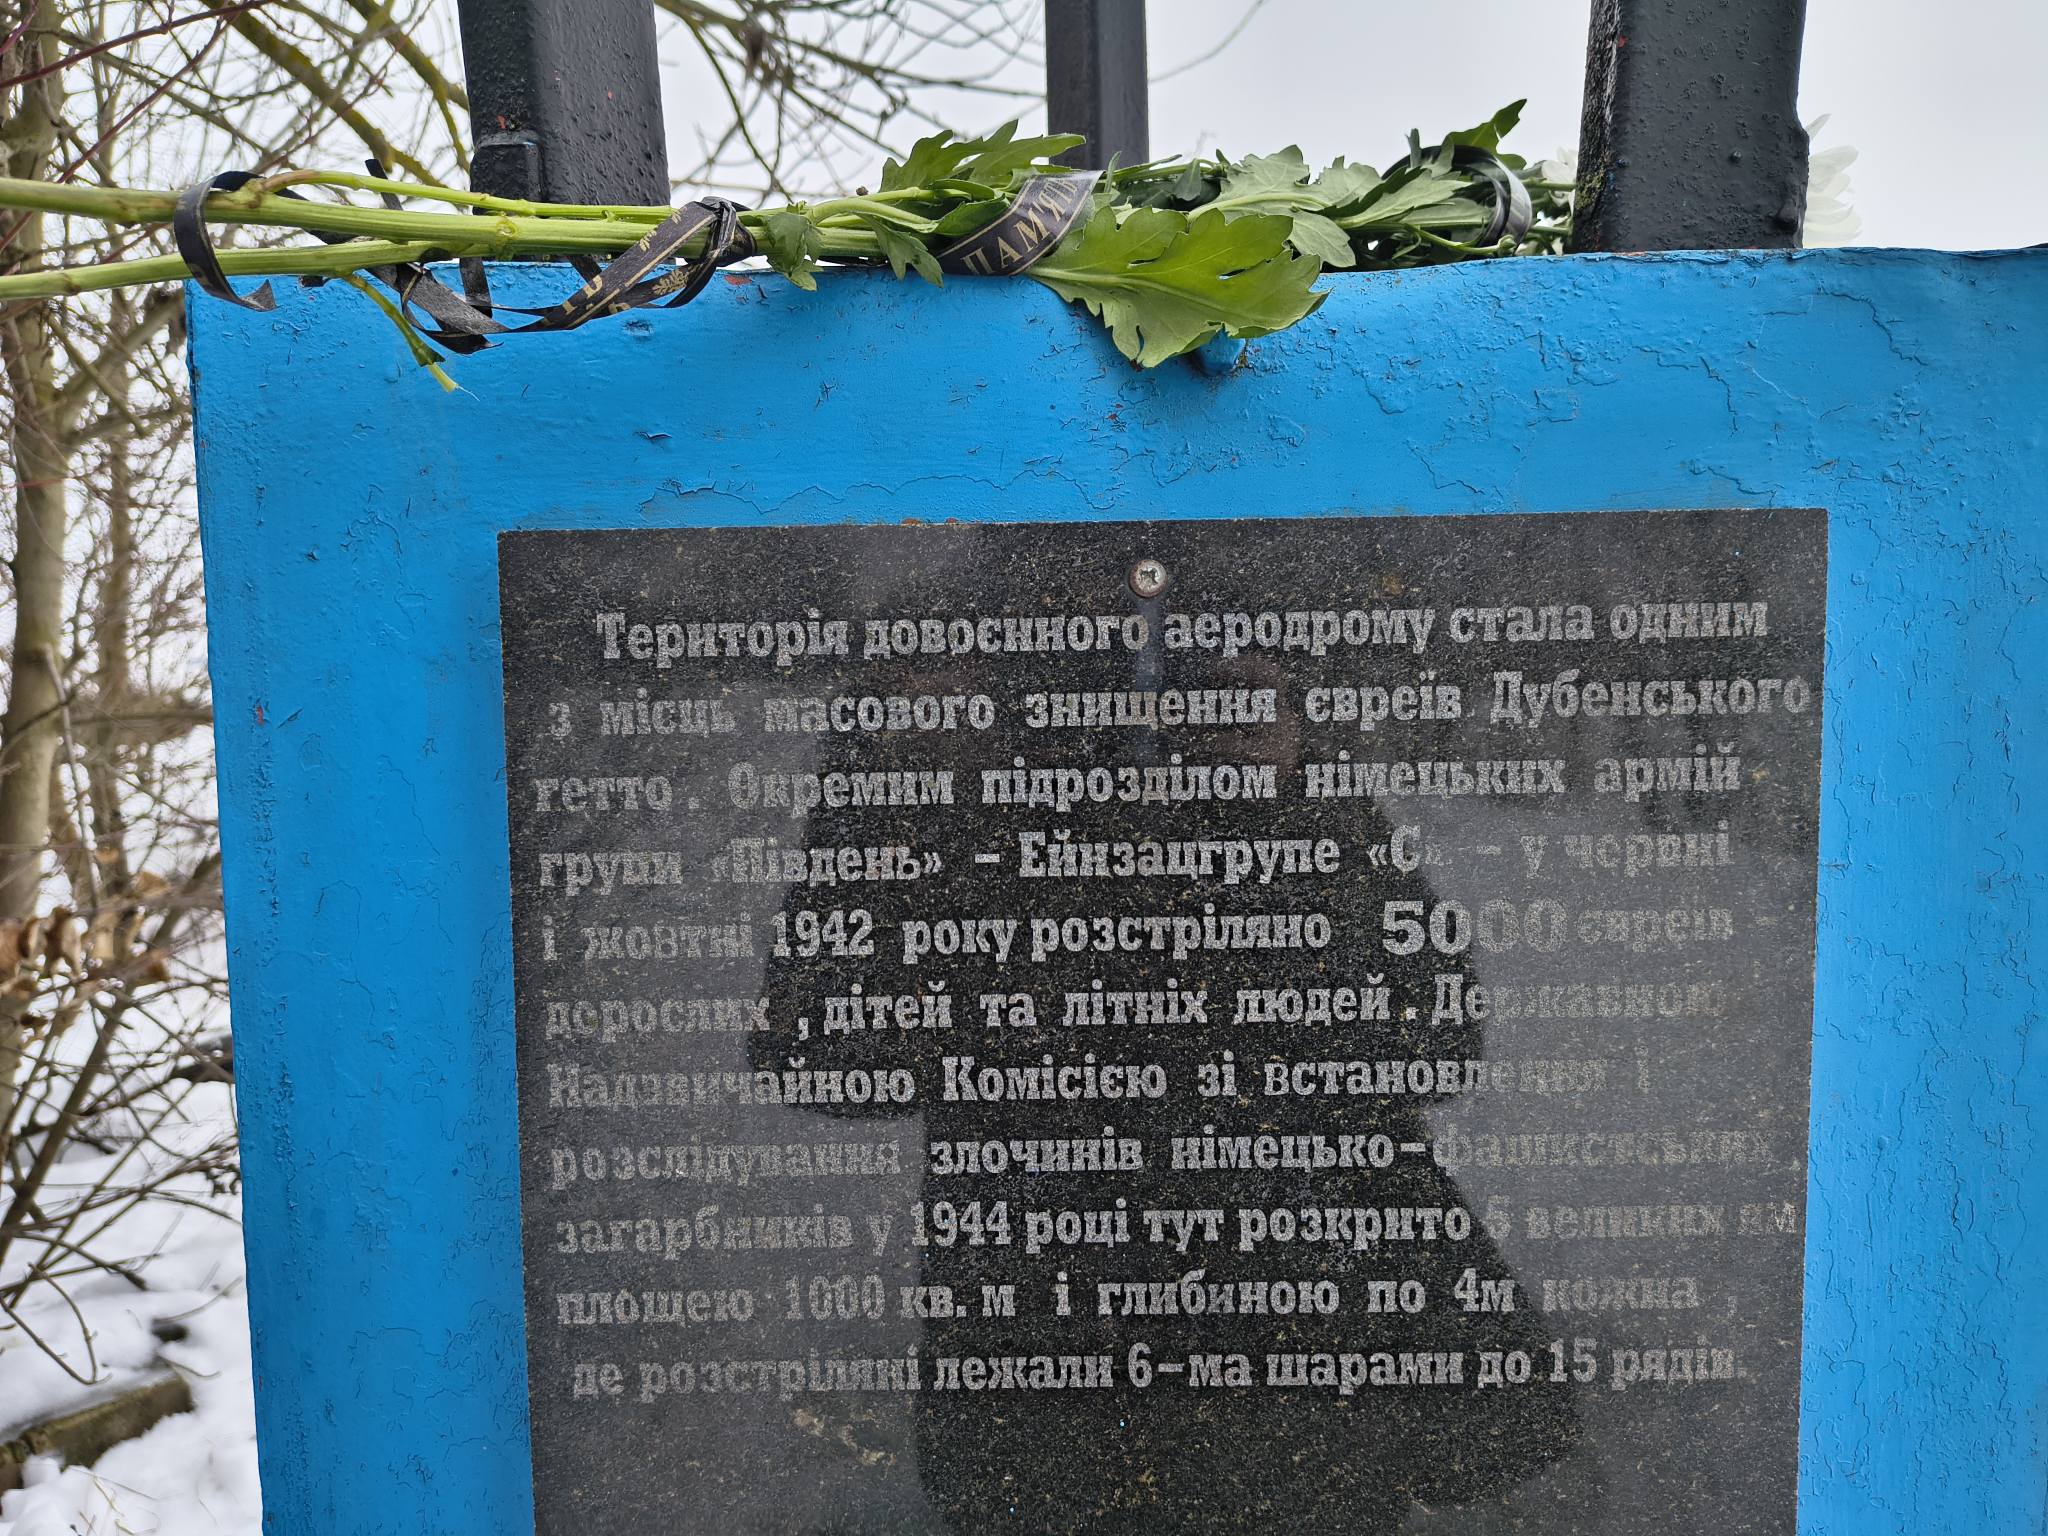 ПАМЯТЬ
Територія довоєнного аеродрому стала одним
з місць масового знищення євреїв Дубенського
гетто. Окремим підрозділом німецьких армій
групи «Південь» – Ейнзацгрупе «С» – у червні
і жовтні 1942 року розстріляно 5000 євреїв –
дорослих, дітей та літніх людей. Державною
Надзвичайною Комісією зі встановлення і
розслідування злочинів німецько-фашистських
загарбників у 1944 році тут розкрито 5 великих ям
площею 1000 кв. м і глибиною по 4м кожна,
де розстріляні лежали 6-ма шарами до 15 рядів.